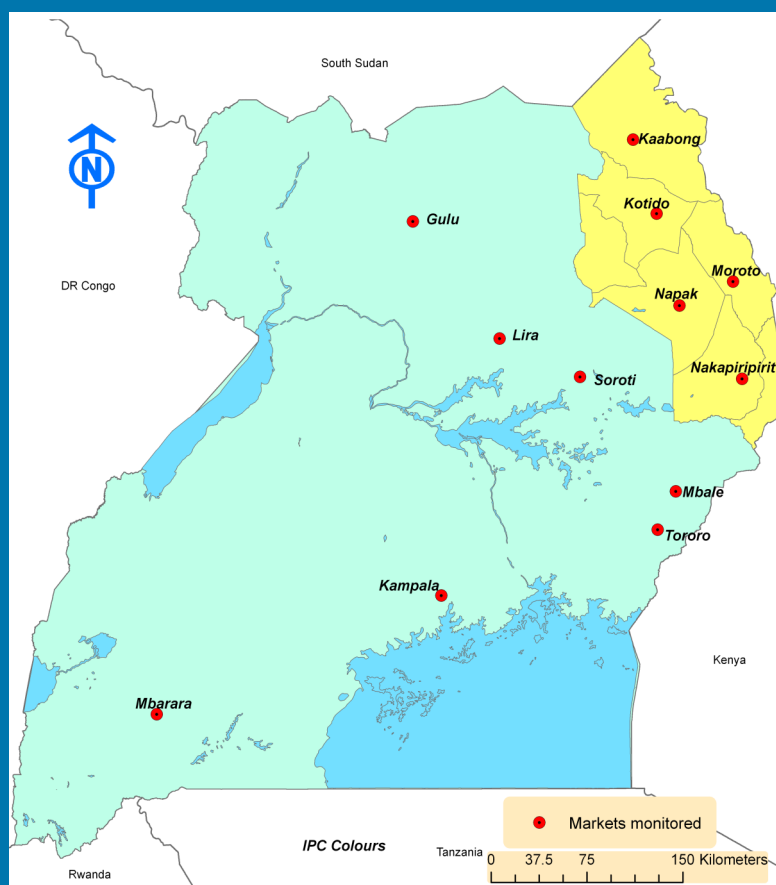 South Sudan
N
Kaabong
Kotido
Gulu
Moroto
DR Congo
Napak
Lira
Nakapiripirit
Soroti
Mbale
Tororo
Kampala
Kenya
Mbarara
Markets monitored
IPC Colours
Tanzania
0 37.5 75 150 Kilometers
Rwanda